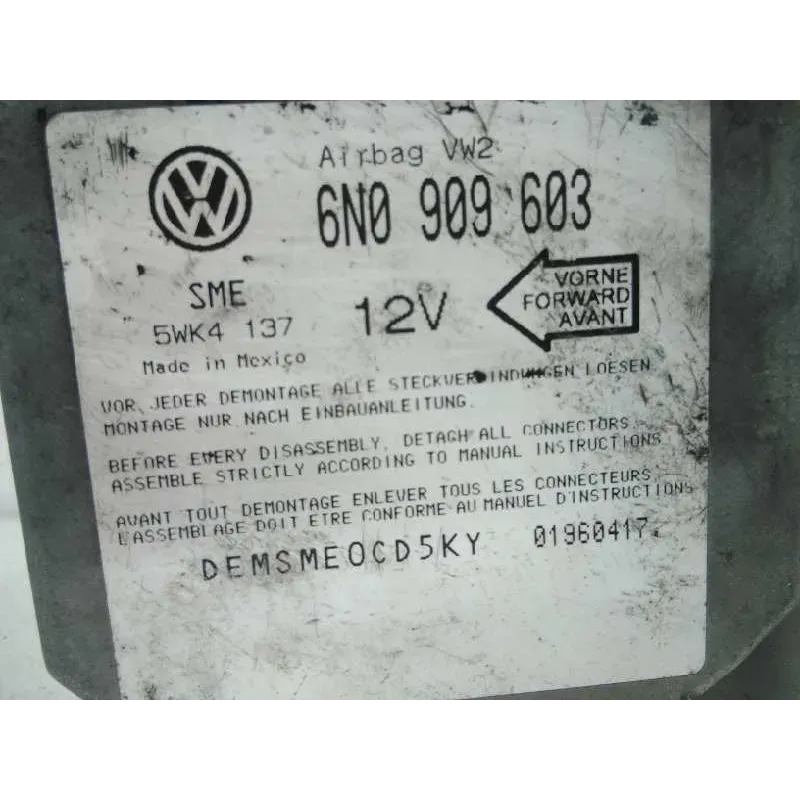 Airbag VW2
6N0 909 603
SME
5WK4 137
12V
VORNE
FORWARD
AVANT
Made in Mexico
VOR JEDER DEMONTAGE ALLE STECKVERBINDUNGEN LOESEN
MONTAGE NUR NACH EINBAUANLEITUNG.
BEFORE EVERY DISASSEMBLY, DETACH ALL CONNECTORS.
ASSEMBLE STRICTLY ACCORDING TO MANUAL INSTRUCTIONS
AVANT TOUT DEMONTAGE ENLEVER TOUS LES CONNECTEURS.
L'ASSEMBLAGE DOIT ETRE CONFORME AU MANUEL D'INSTRUCTIONS
DEMSME0CD5KY 01960417